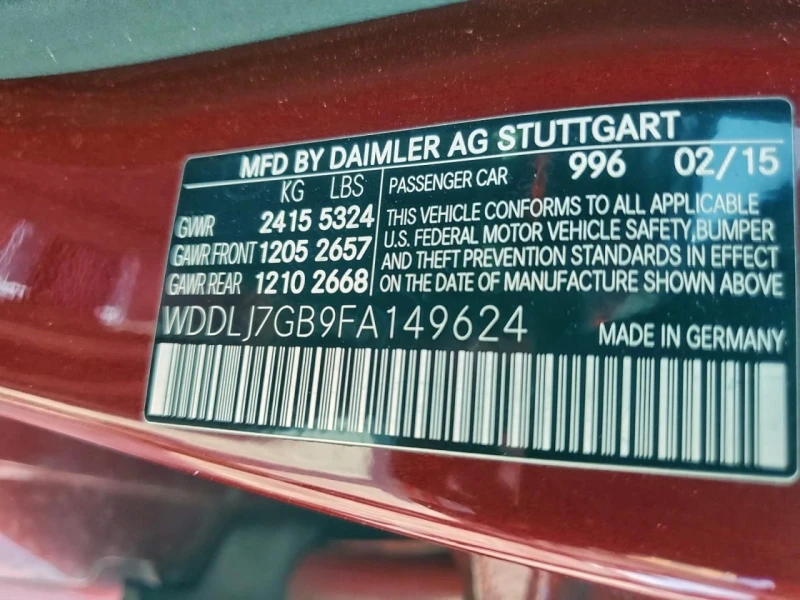 MFD BY DAIMLER AG STUTTGART
KG LBS
GVWR 2415 5324
GAWR FRONT 1205 2657
GAWR REAR 1210 2668
PASSENGER CAR 996 02/15
THIS VEHICLE CONFORMS TO ALL APPLICABLE
U.S. FEDERAL MOTOR VEHICLE SAFETY, BUMPER
AND THEFT PREVENTION STANDARDS IN EFFECT
ON THE DATE OF MANUFACTURE SHOWN ABOVE
WDDLJ7GB9FA149624
MADE IN GERMANY